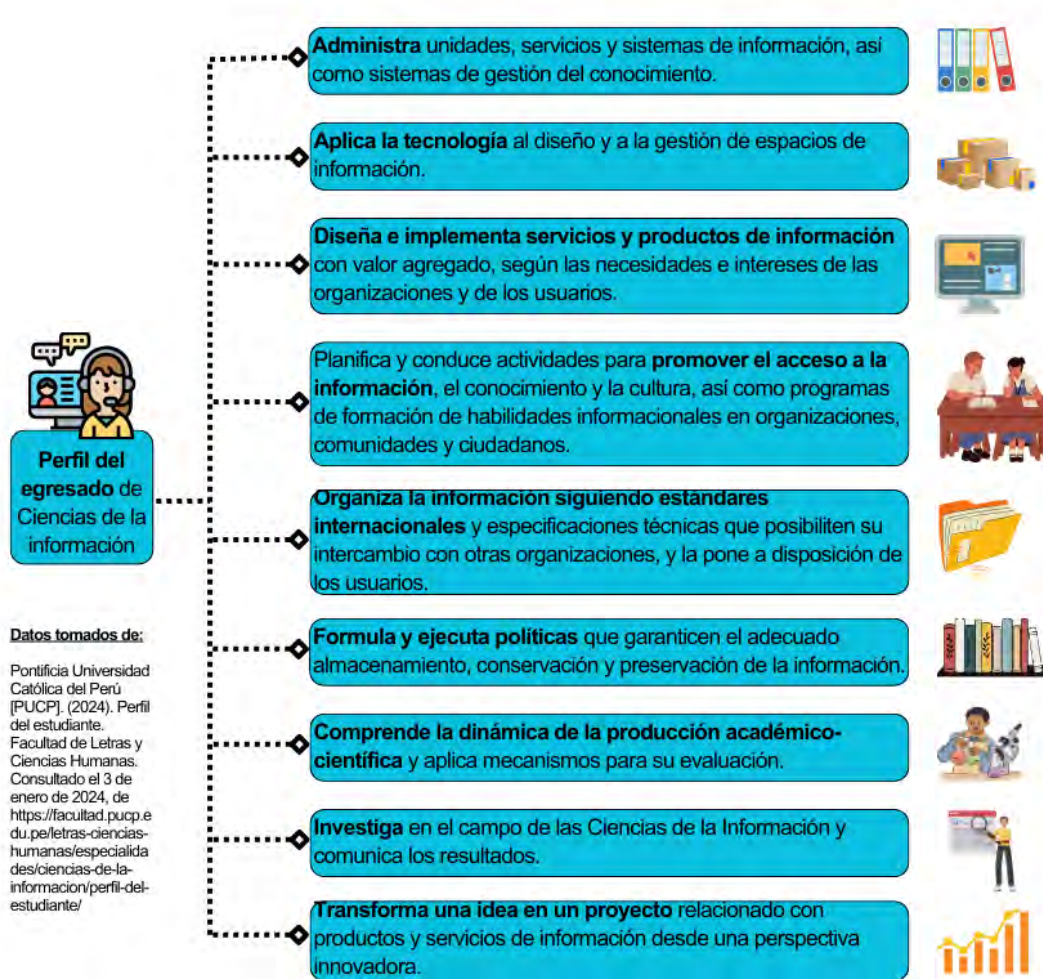 Administra unidades, servicios y sistemas de información, así
como sistemas de gestión del conocimiento.
Aplica la tecnología al diseño y a la gestión de espacios de
información.
Diseña e implementa servicios y productos de información
con valor agregado, según las necesidades e intereses de las
organizaciones y de los usuarios.
Planifica y conduce actividades para promover el acceso a la
información, el conocimiento y la cultura, así como programas
de formación de habilidades informacionales en organizaciones,
comunidades y ciudadanos.
Perfil del
egresado de
Ciencias de la
información
Organiza la información siguiendo estándares
internacionales y especificaciones técnicas que posibiliten su
intercambio con otras organizaciones, y la pone a disposición de
los usuarios.
Formula y ejecuta políticas que garanticen el adecuado
almacenamiento, conservación y preservación de la información.
Comprende la dinámica de la producción académico-
científica y aplica mecanismos para su evaluación.
Investiga en el campo de las Ciencias de la Información y
comunica los resultados.
Transforma una idea en un proyecto relacionado con
productos y servicios de información desde una perspectiva
innovadora.
Datos tomados de:
Pontificia Universidad
Católica del Perú
[PUCP]. (2024). Perfil
del estudiante.
Facultad de Letras y
Ciencias Humanas.
Consultado el 3 de
enero de 2024, de
https://facultad.pucp.e
du.pe/letras-ciencias-
humanas/especialida
des/ciencias-de-la-
informacion/perfil-del-
estudiante/